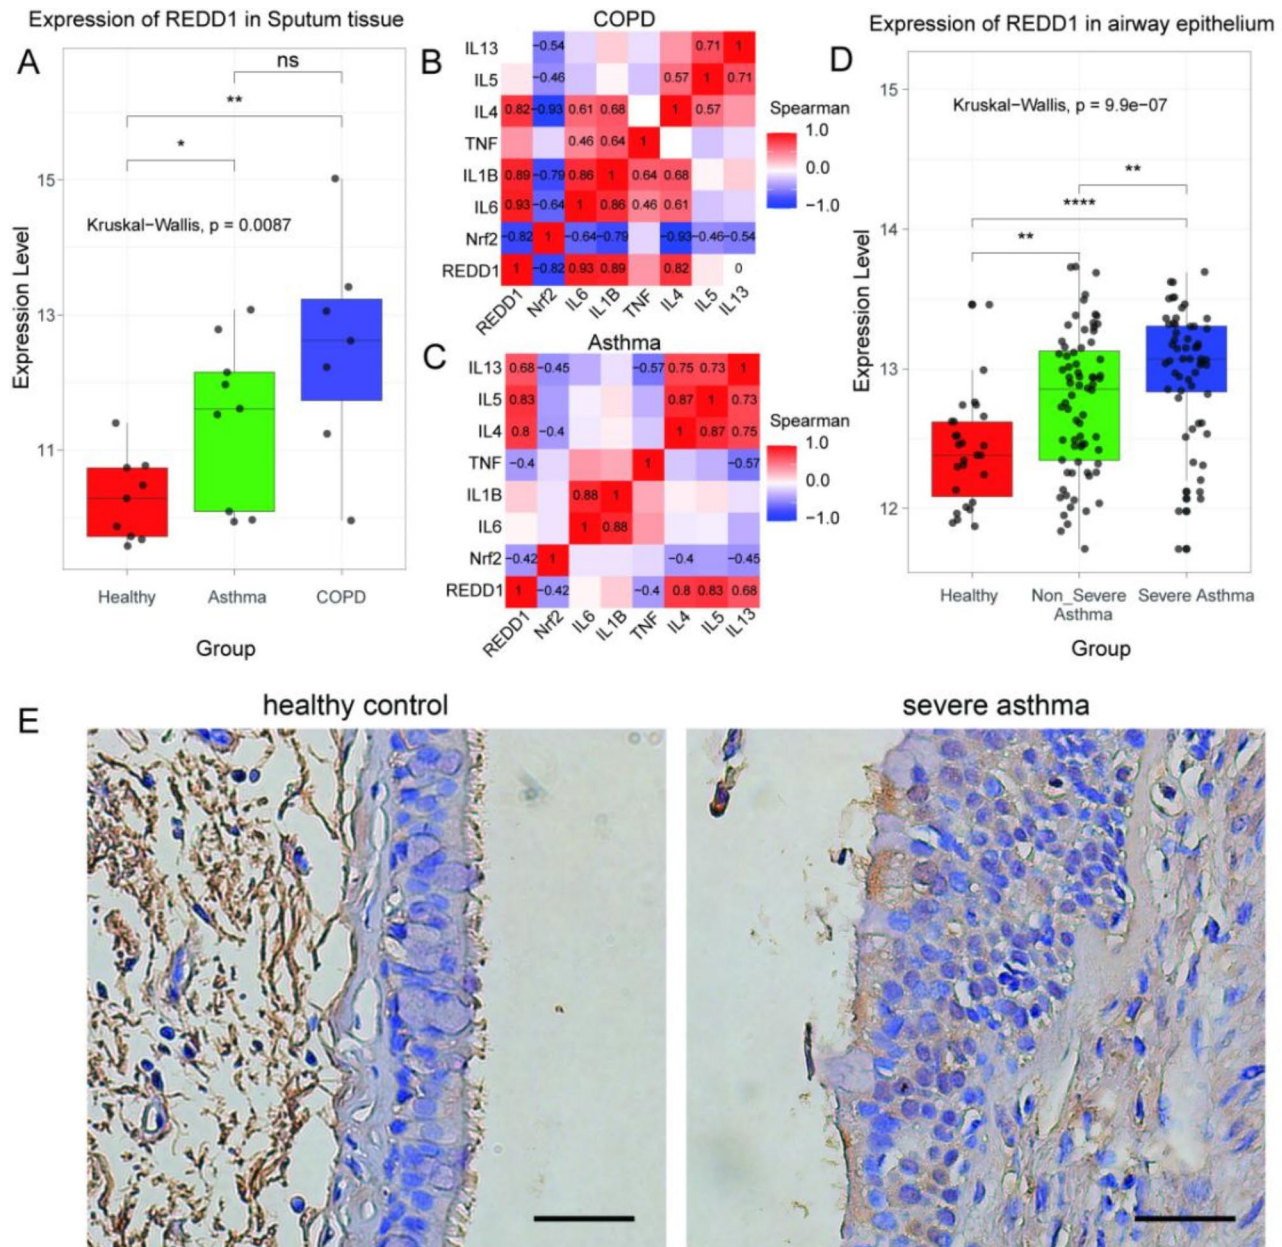 Expression of REDD1 in Sputum tissue
A
ns
**
*
Kruskal−Wallis, p = 0.0087
15
13
11
Expression Level
Healthy Asthma COPD
Group
B
COPD
IL13 −0.54 0.71 1
IL5 −0.46 0.57 1 0.71
IL4 0.82 −0.93 0.61 0.68 1 0.57
TNF 0.46 0.64 1
IL1B 0.89 −0.79 0.86 1 0.64 0.68
IL6 0.93 −0.64 1 0.86 0.46 0.61
Nrf2 −0.82 1 −0.64 −0.79 −0.93 −0.46 −0.54
REDD1 1 −0.82 0.93 0.89 0.82 0
REDD1 Nrf2 IL6 IL1B TNF IL4 IL5 IL13
Spearman
1.0
0.0
−1.0
C
Asthma
IL13 0.68 −0.45 −0.57 0.75 0.73 1
IL5 0.83 0.87 1 0.73
IL4 0.8 −0.4 1 0.87 0.75
TNF −0.4 1 −0.57
IL1B 0.88 1
IL6 1 0.88
Nrf2 −0.42 1 −0.4 −0.45
REDD1 1 −0.42 −0.4 0.8 0.83 0.68
REDD1 Nrf2 IL6 IL1B TNF IL4 IL5 IL13
Spearman
1.0
0.0
−1.0
Expression of REDD1 in airway epithelium
D
Kruskal−Wallis, p = 9.9e−07
**
****
**
15
14
13
12
Expression Level
Healthy Non_Severe Severe Asthma
Asthma
Group
E
healthy control
severe asthma